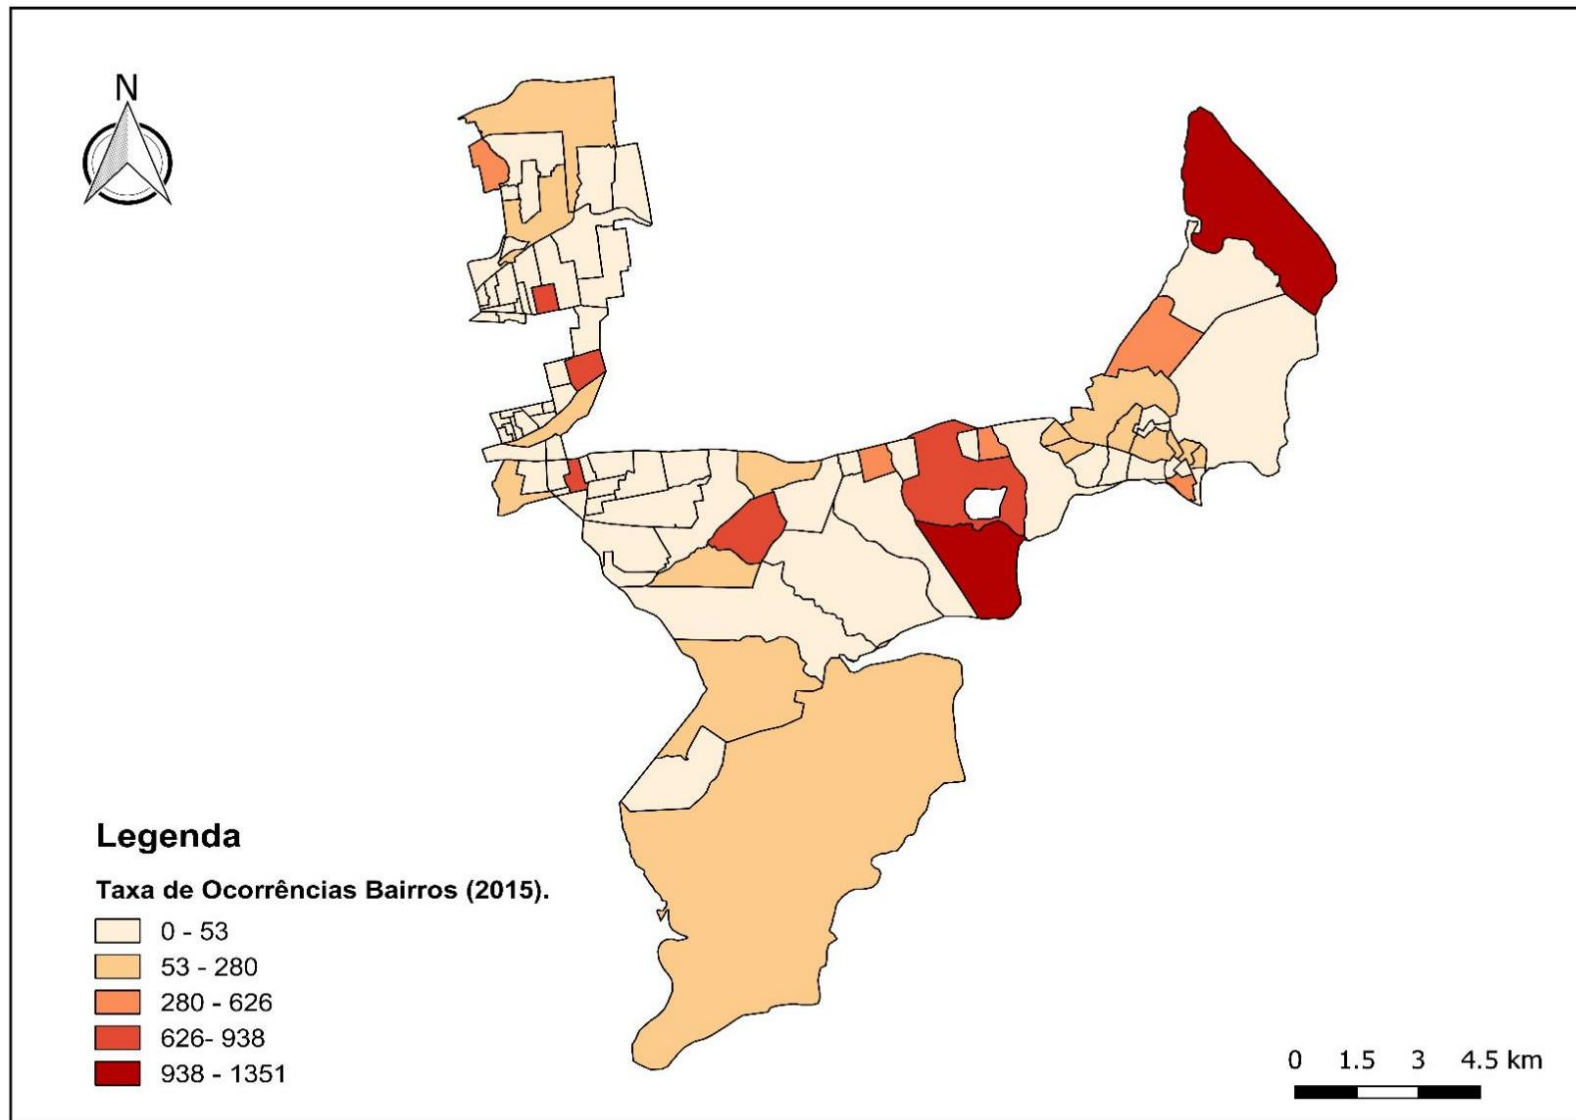 N
Legenda
Taxa de Ocorrências Bairros (2015).
0 - 53
53 - 280
280 - 626
626- 938
938 - 1351
0 1.5 3 4.5 km